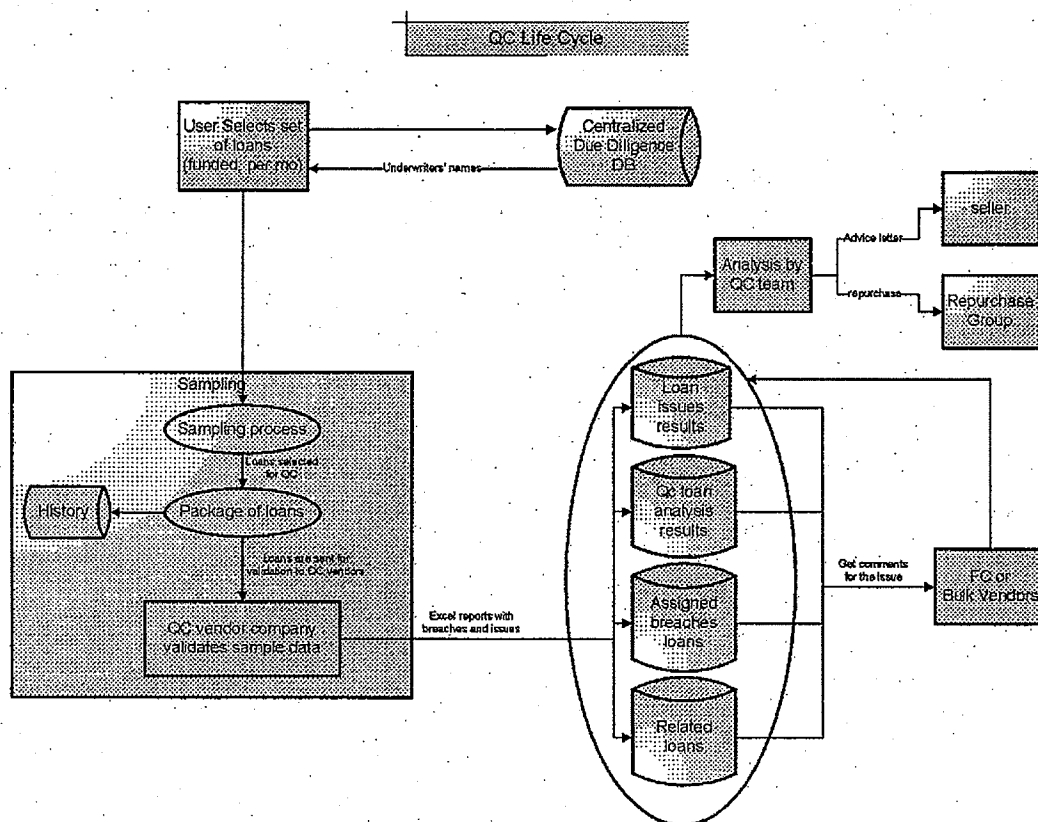 QC Life Cycle
User Selects set
of loans
(funded, per mo)
Centralized
Due Diligence
DB
Underwriters' names
seller
Advice letter
Analysis by
QC team
repurchase
Repurchase
Group
Sampling
Sampling process
Loans selected
for QC
History
Package of loans
Loans are sent for
validation to QC vendors
QC vendor company
validates sample data
Excel reports with
breaches and issues
Loan
Issues
results
Qc loan
analysis
results
Assigned
breaches
loans
Related
loans
Get comments
for the issue
FC or
Bulk Vendors